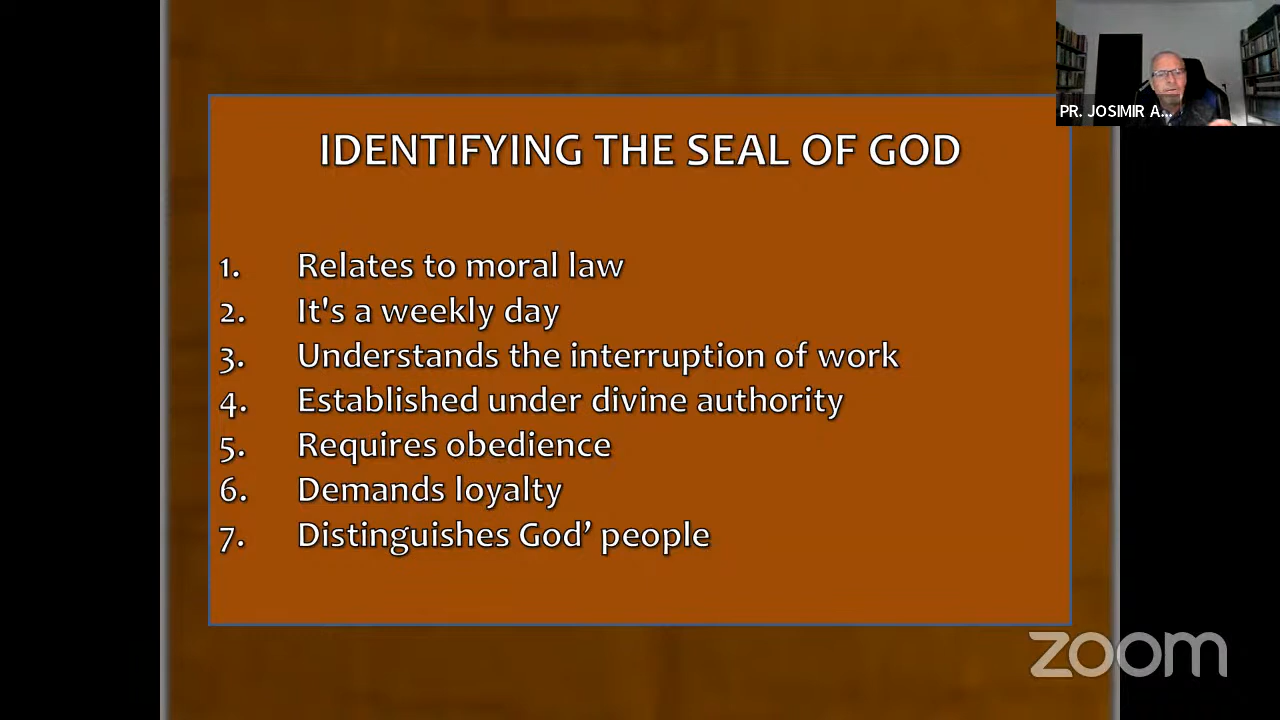 PR. JOSIMIR A...
IDENTIFYING THE SEAL OF GOD
1. Relates to moral law
2. It's a weekly day
3. Understands the interruption of work
4. Established under divine authority
5. Requires obedience
6. Demands loyalty
7. Distinguishes God’ people
zoom